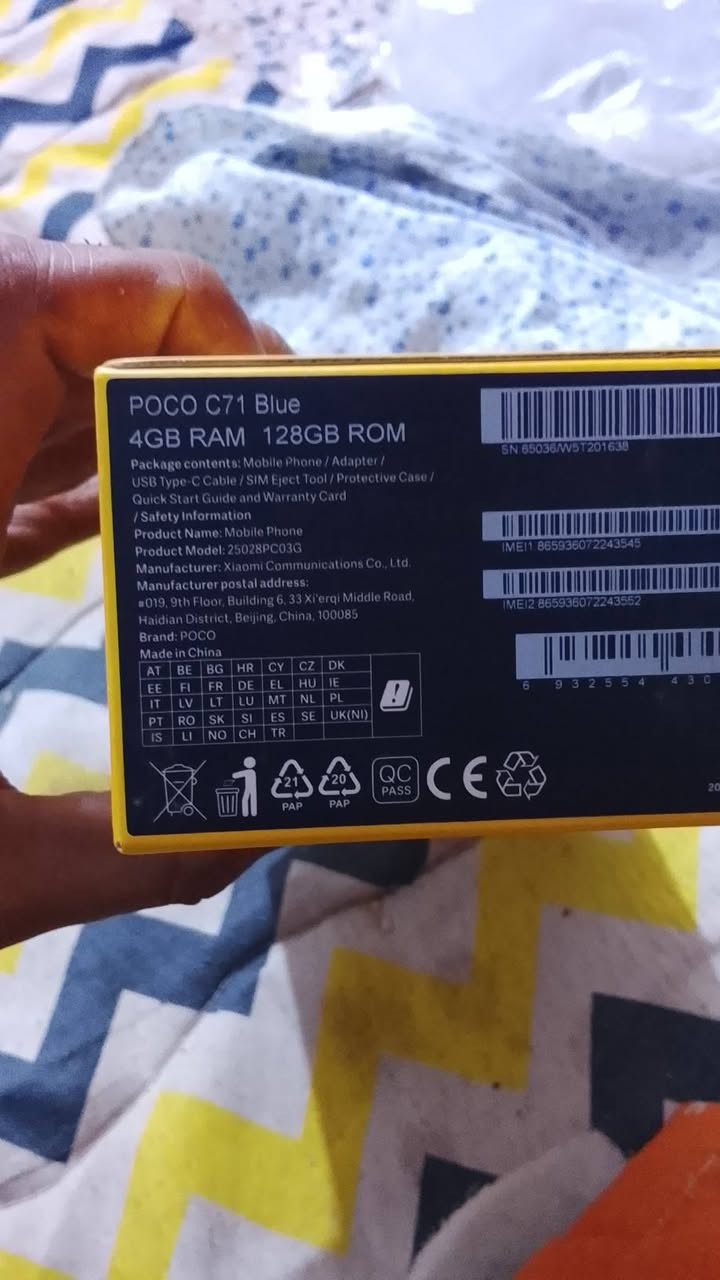 POCO C71 Blue
4GB RAM 128GB ROM
Package contents: Mobile Phone / Adapter /
USB Type-C Cable / SIM Eject Tool / Protective Case /
Quick Start Guide and Warranty Card
/ Safety Information
Product Name: Mobile Phone
Product Model: 25028PC03G
Manufacturer: Xiaomi Communications Co., Ltd.
Manufacturer postal address:
#019, 9th Floor, Building 6, 33 Xi'erqi Middle Road,
Haidian District, Beijing, China, 100085
Brand: POCO
Made in China
AT BE BG HR CY CZ DK
EE FI FR DE EL HU IE
IT LV LT LU MT NL PL
PT RO SK SI ES SE UK(NI)
IS LI NO CH TR
21
PAP
20
PAP
QC
PASS
CE
SN 65036/W5T201638
IMEI1 865936072243545
IMEI2 865936072243552
6 932554 430
20